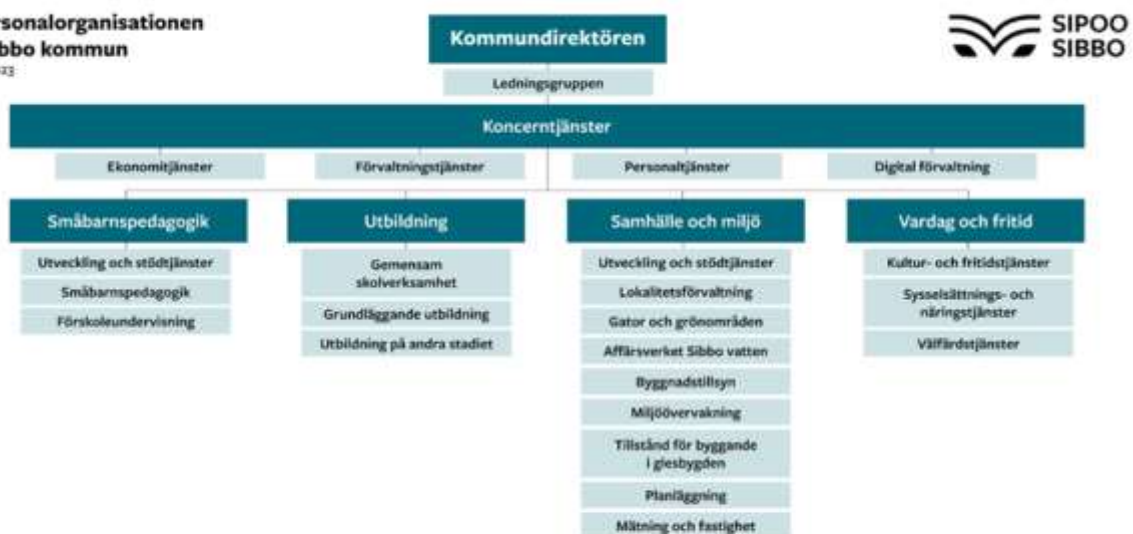 rsonalorganisationen
ibbo kommun
Kommundirektören
SIPOO
SIBBO
Ledningsgruppen
Koncerntjänster
Ekonomitjänster
Förvaltningstjänster
Personaltjänster
Digital förvaltning
Småbarnspedagogik
Utveckling och stödtjänster
Småbarnspedagogik
Förskoleundervisning
Utbildning
Gemensam
skolverksamhet
Grundläggande utbildning
Utbildning på andra stadiet
Samhälle och miljö
Utveckling och stödtjänster
Lokalitetsförvaltning
Gator och grönområden
Affärsverket Sibbo vatten
Byggnadstillsyn
Miljöövervakning
Tillstånd för byggande
i glesbygden
Planläggning
Mätning och fastighet
Vardag och fritid
Kultur- och fritidstjänster
Sysselsättnings- och
näringstjänster
Välfärdstjänster